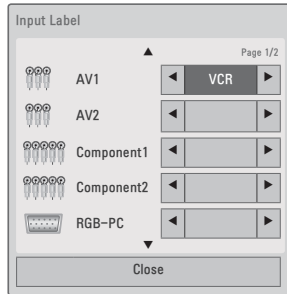 Input Label
Page 1/2
AV1 VCR
AV2
Component1
Component2
RGB-PC
Close